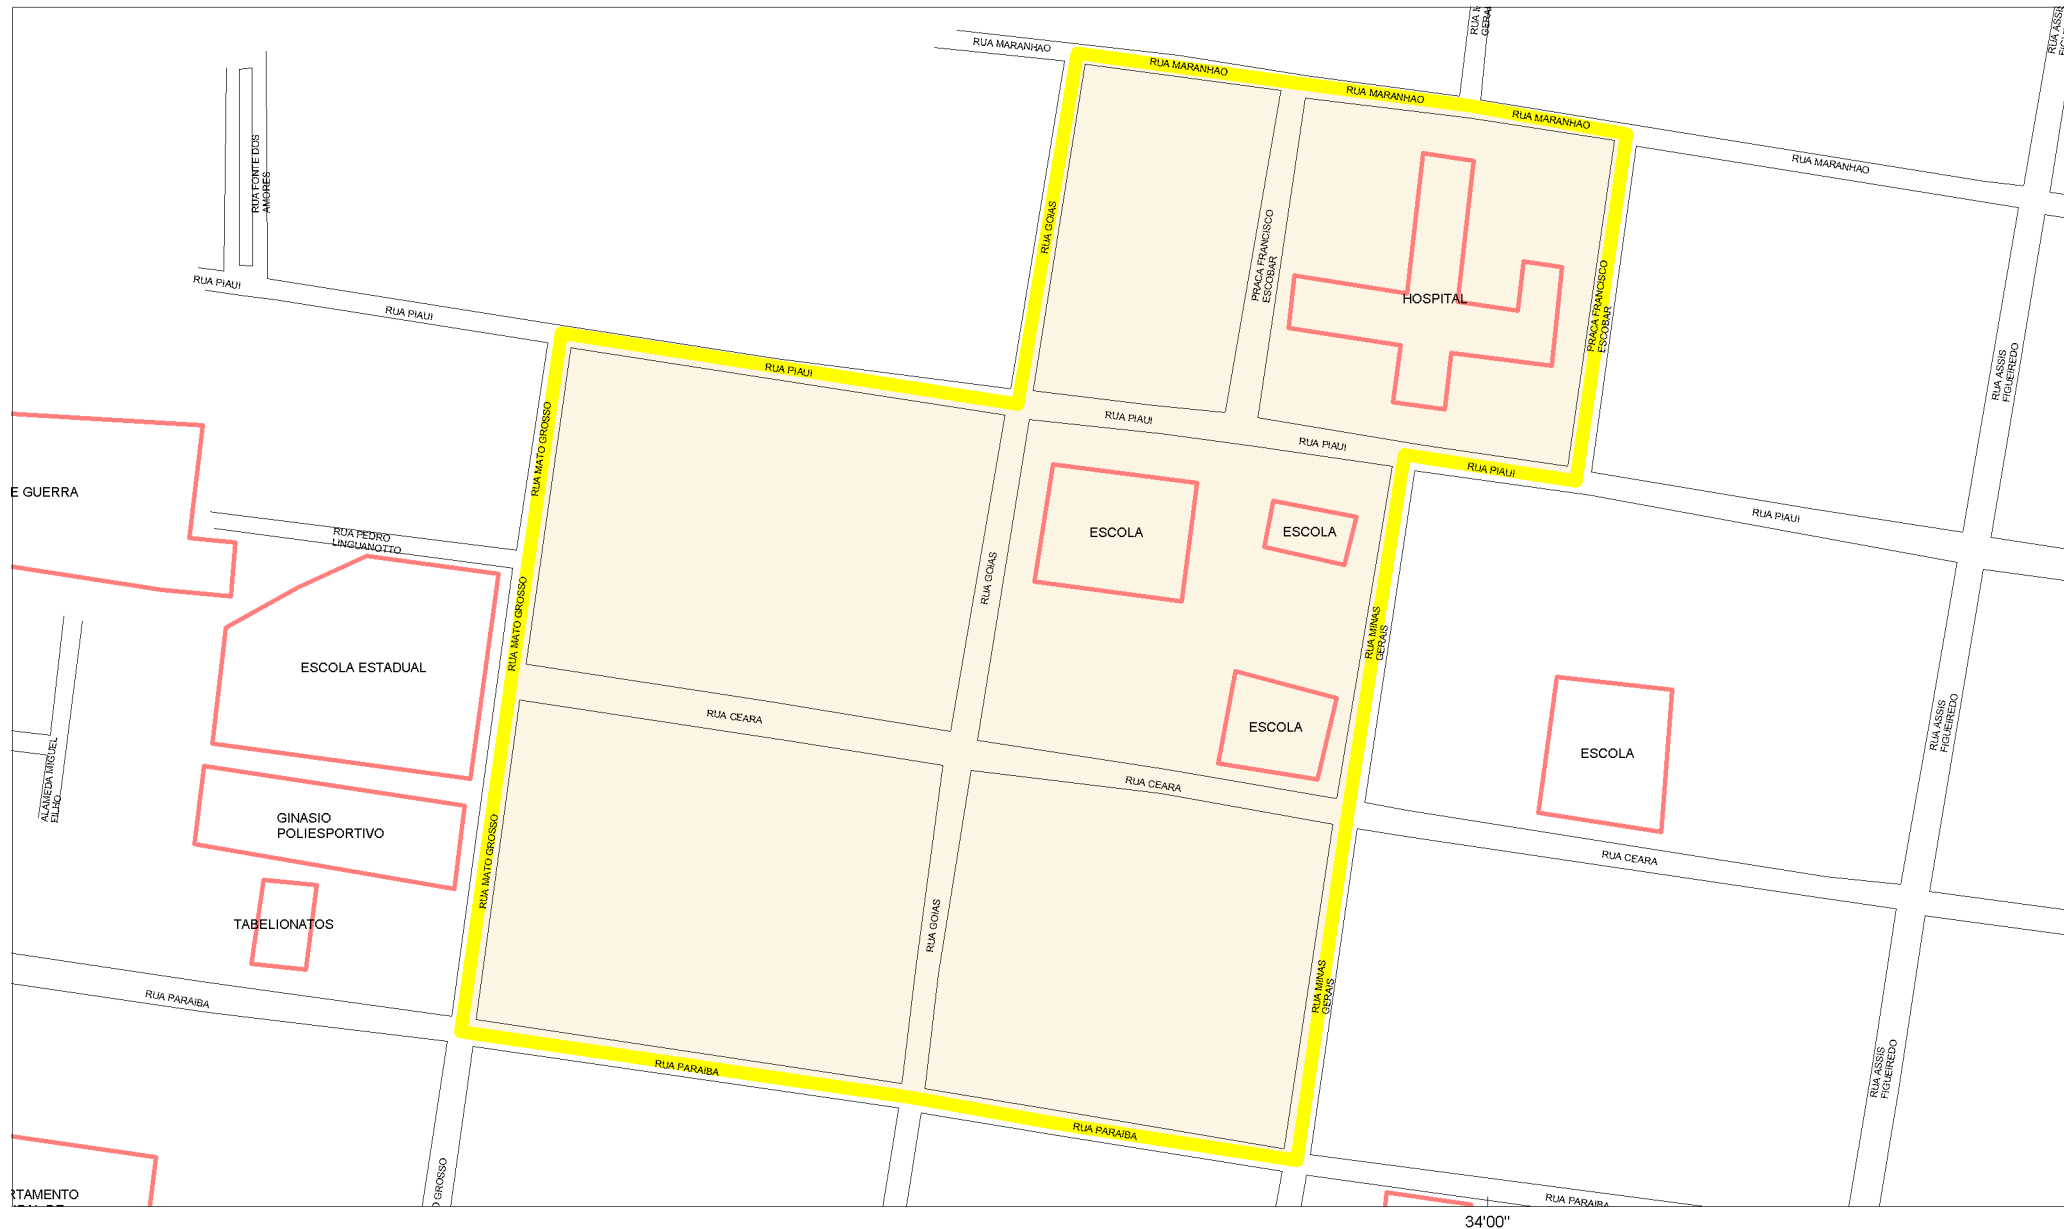 RUA MARANHAO
RUA MARANHAO
RUA MARANHAO
RUA MARANHAO
RUA MARANHAO
RUA FONTE DOS
AMORES
RUA GOIAS
PRACA FRANCISCO
ESCOBAR
HOSPITAL
PRACA FRANCISCO
ESCOBAR
RUA PIAUI
RUA PIAUI
RUA PIAUI
RUA PIAUI
RUA PIAUI
RUA PIAUI
RUA PIAUI
RUA ASSIS
FIGUEIREDO
RUA MATO GROSSO
E GUERRA
RUA PEDRO
LINGUANOTTO
ESCOLA
ESCOLA
RUA GOIAS
RUA MATO GROSSO
RUA MINAS
GERAIS
ESCOLA ESTADUAL
RUA CEARA
ESCOLA
ESCOLA
RUA ASSIS
FIGUEIREDO
ALAMEDA MIGUEL
FILHO
RUA CEARA
GINASIO
POLIESPORTIVO
RUA MATO GROSSO
RUA CEARA
TABELIONATOS
RUA GOIAS
RUA PARAIBA
RUA MINAS
GERAIS
RUA PARAIBA
RUA ASSIS
FIGUEIREDO
RUA PARAIBA
GROSSO
RTAMENTO
RUA PARAIBA
34'00"